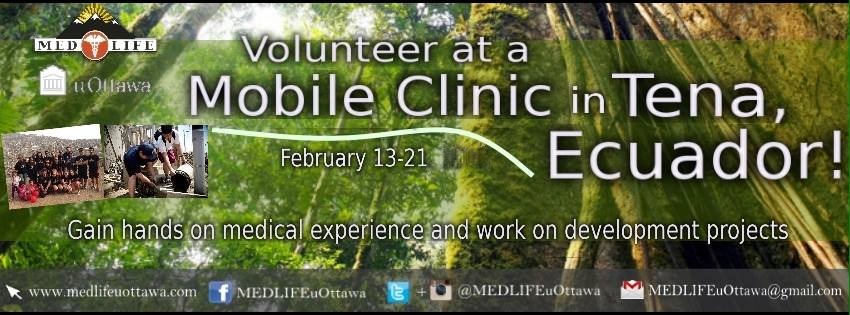 MED LIFE
uOttawa
Volunteer at a
Mobile Clinic in Tena,
Ecuador!
February 13-21
Gain hands on medical experience and work on development projects
www.medlifeuottawa.com MEDLIFEuOttawa + @MEDLIFEuOttawa MEDLIFEuOttawa@gmail.com